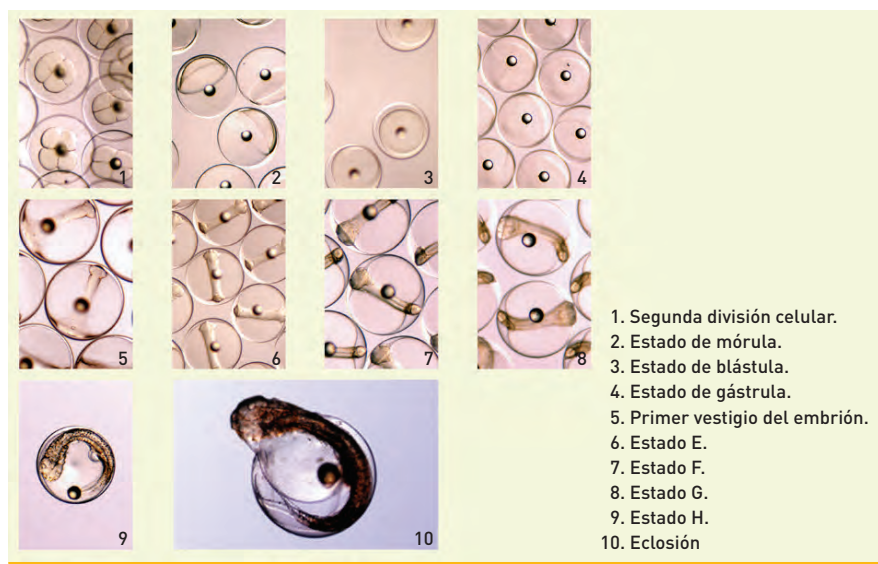 1
2
3
4
5
6
7
8
9
10
1. Segunda división celular.
2. Estado de mórula.
3. Estado de blástula.
4. Estado de gástrula.
5. Primer vestigio del embrión.
6. Estado E.
7. Estado F.
8. Estado G.
9. Estado H.
10. Eclosión